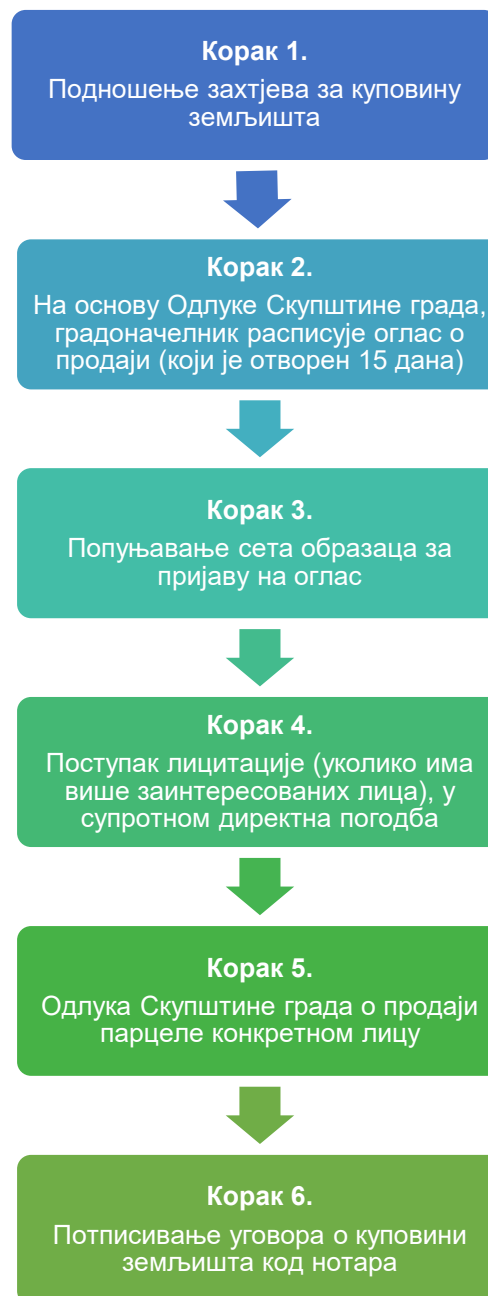 Корак 1.
Подношење захтјева за куповину
земљишта
Корак 2.
На основу Одлуке Скупштине града,
градоначелник расписује оглас о
продаји (који је отворен 15 дана)
Корак 3.
Попуњавање сета образаца за
пријаву на оглас
Корак 4.
Поступак лицитације (уколико има
више заинтересованих лица), у
супротном директна погодба
Корак 5.
Одлука Скупштине града о продаји
парцеле конкретном лицу
Корак 6.
Потписивање уговора о куповини
земљишта код нотара